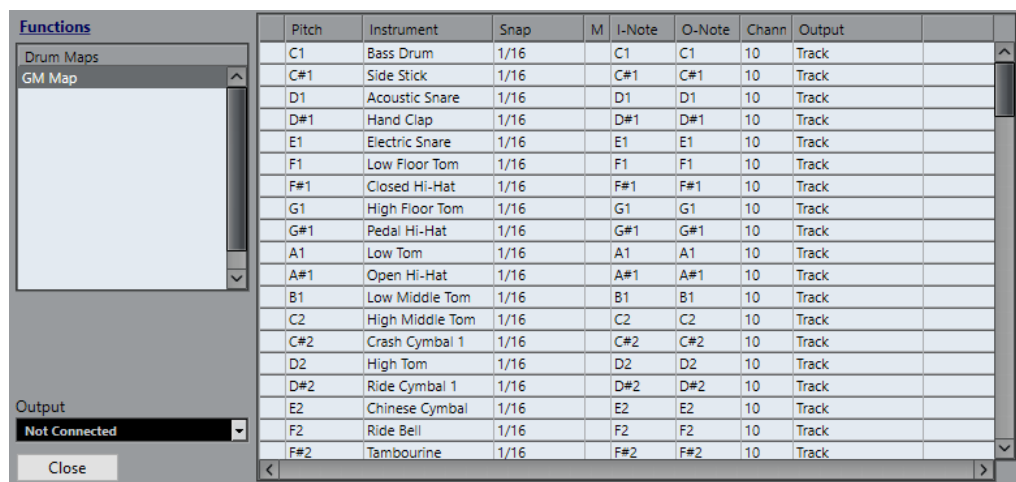 Functions
Drum Maps
GM Map
Output
Not Connected
Close
Pitch Instrument Snap M I-Note O-Note Chann Output
C1 Bass Drum 1/16 C1 C1 10 Track
C#1 Side Stick 1/16 C#1 C#1 10 Track
D1 Acoustic Snare 1/16 D1 D1 10 Track
D#1 Hand Clap 1/16 D#1 D#1 10 Track
E1 Electric Snare 1/16 E1 E1 10 Track
F1 Low Floor Tom 1/16 F1 F1 10 Track
F#1 Closed Hi-Hat 1/16 F#1 F#1 10 Track
G1 High Floor Tom 1/16 G1 G1 10 Track
G#1 Pedal Hi-Hat 1/16 G#1 G#1 10 Track
A1 Low Tom 1/16 A1 A1 10 Track
A#1 Open Hi-Hat 1/16 A#1 A#1 10 Track
B1 Low Middle Tom 1/16 B1 B1 10 Track
C2 High Middle Tom 1/16 C2 C2 10 Track
C#2 Crash Cymbal 1 1/16 C#2 C#2 10 Track
D2 High Tom 1/16 D2 D2 10 Track
D#2 Ride Cymbal 1 1/16 D#2 D#2 10 Track
E2 Chinese Cymbal 1/16 E2 E2 10 Track
F2 Ride Bell 1/16 F2 F2 10 Track
F#2 Tambourine 1/16 F#2 F#2 10 Track